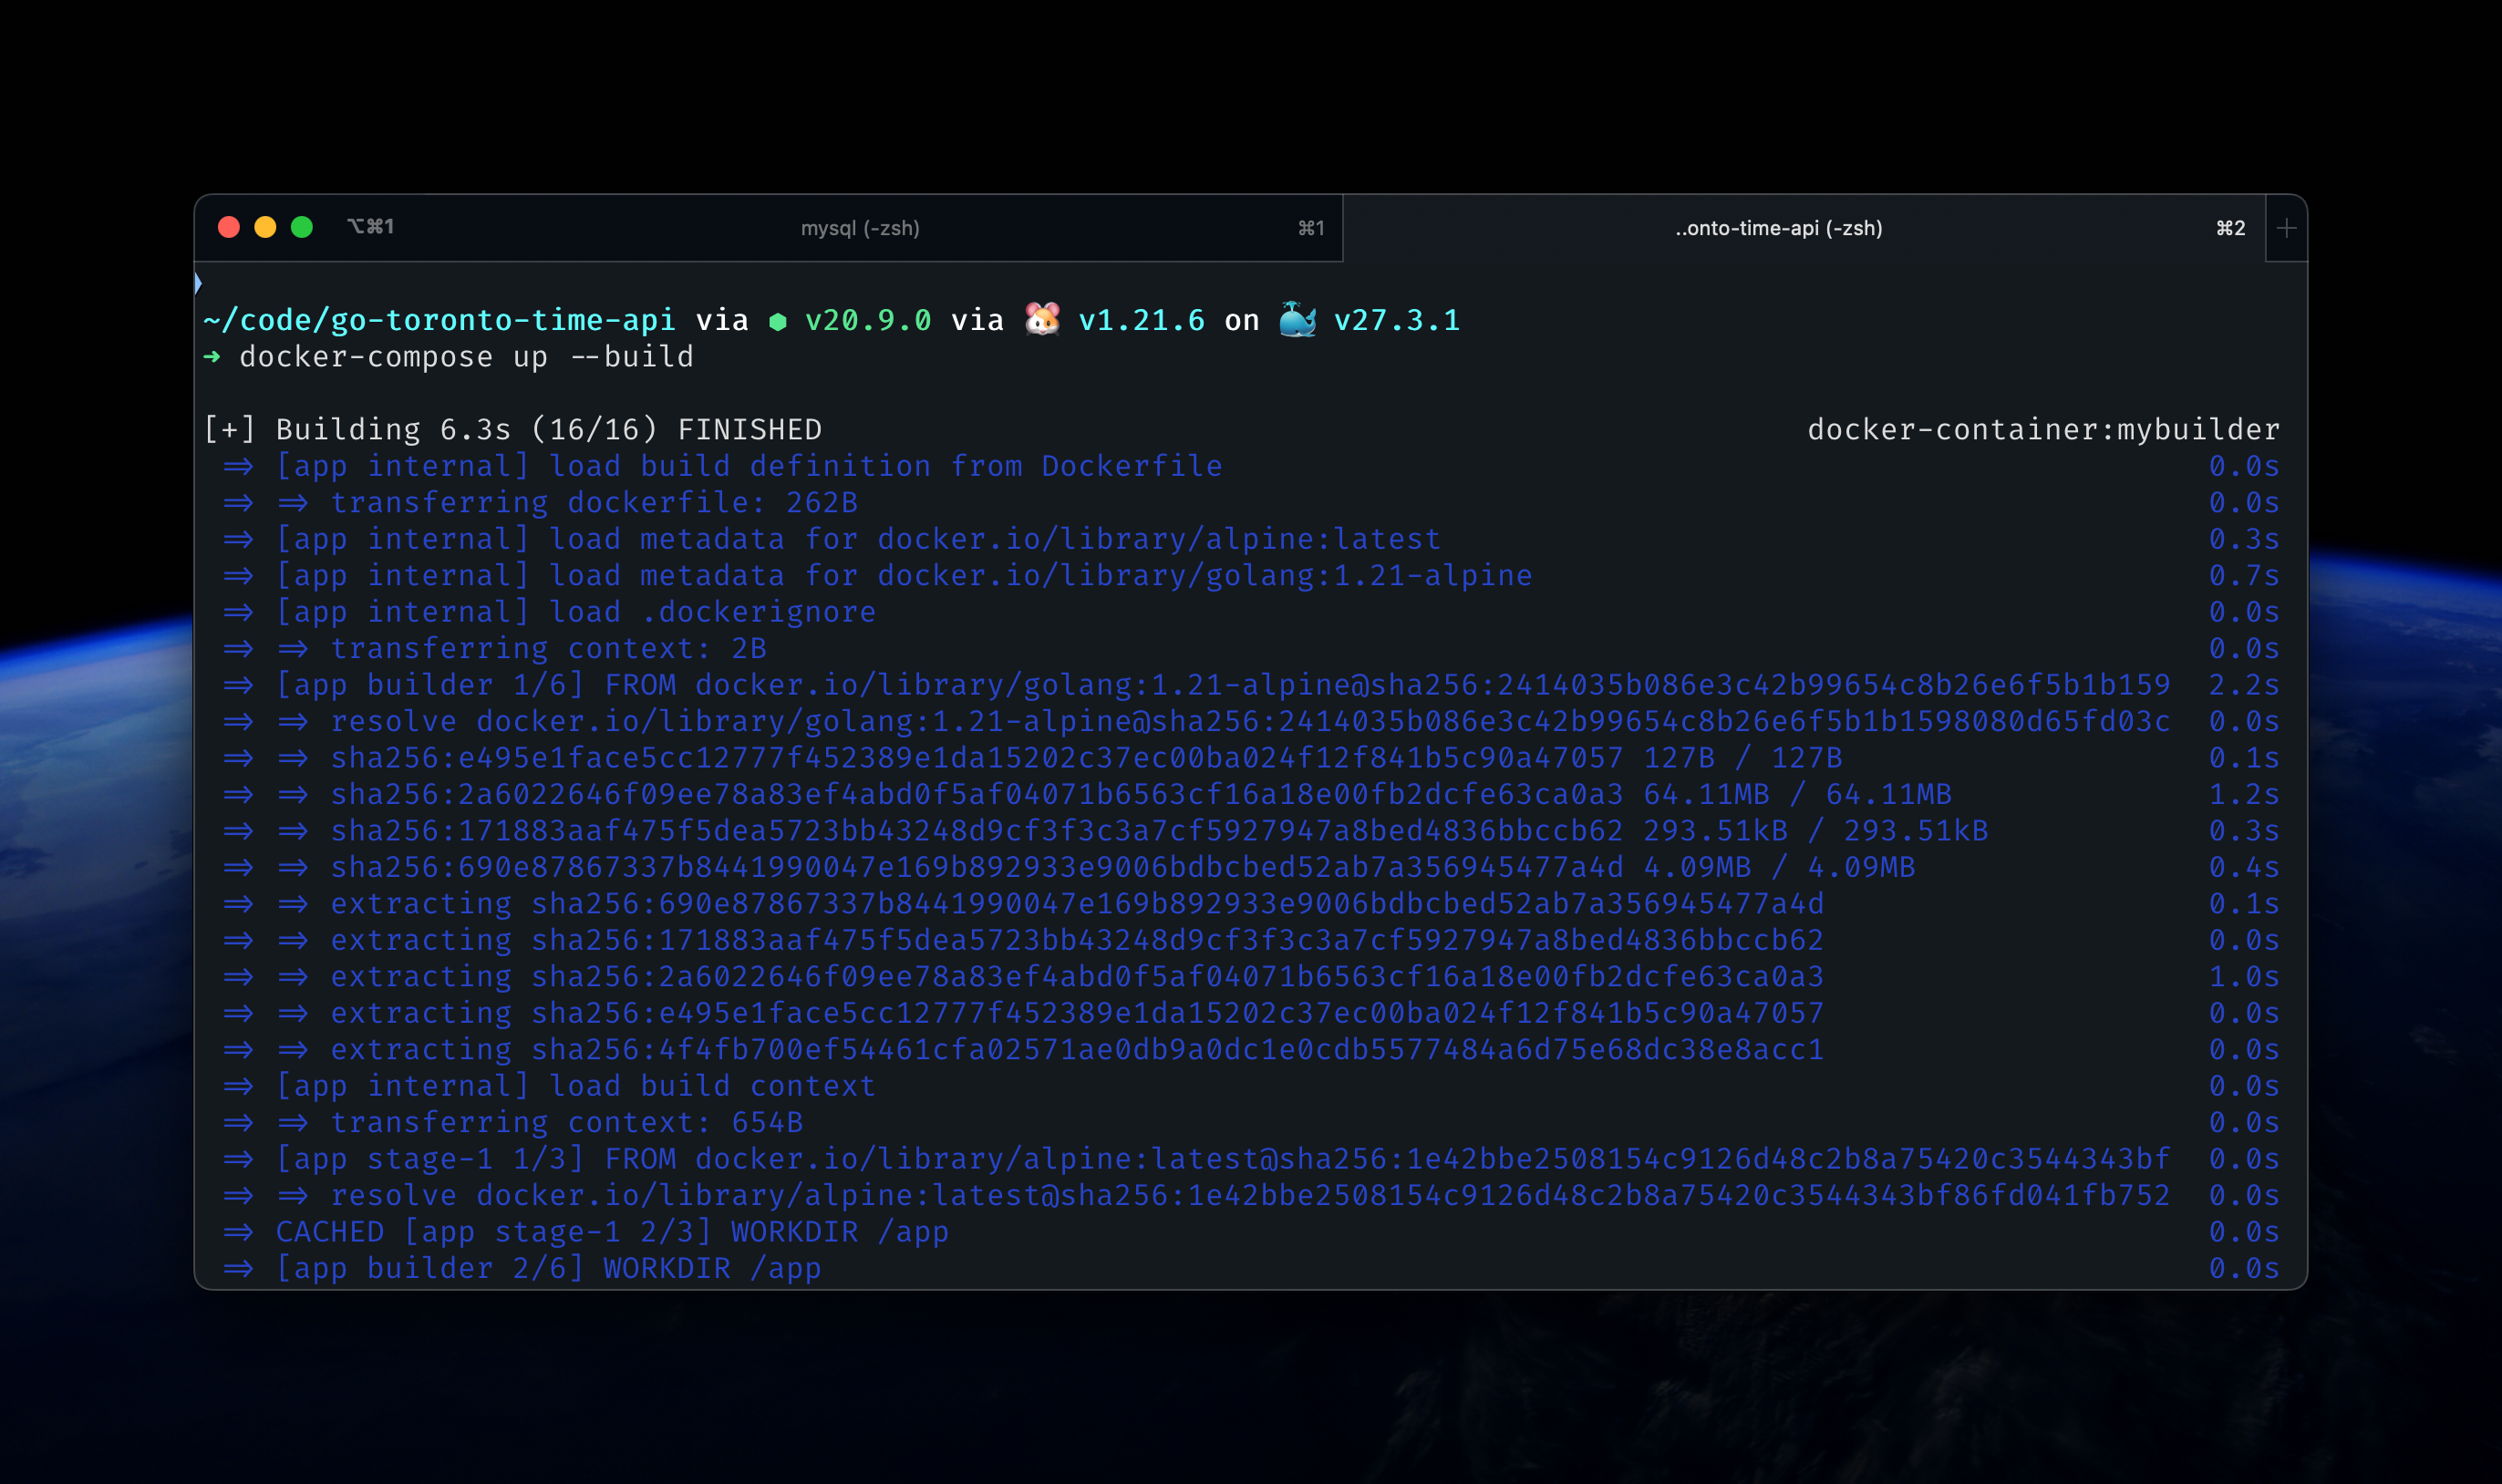 ⌥⌘1 mysql (-zsh) ⌘1 ..onto-time-api (-zsh) ⌘2 +
~/code/go-toronto-time-api via ⬢ v20.9.0 via 🐹 v1.21.6 on 🐳 v27.3.1
➜ docker-compose up --build
[+] Building 6.3s (16/16) FINISHED docker-container:mybuilder
=> [app internal] load build definition from Dockerfile 0.0s
=> => transferring dockerfile: 262B 0.0s
=> [app internal] load metadata for docker.io/library/alpine:latest 0.3s
=> [app internal] load metadata for docker.io/library/golang:1.21-alpine 0.7s
=> [app internal] load .dockerignore 0.0s
=> => transferring context: 2B 0.0s
=> [app builder 1/6] FROM docker.io/library/golang:1.21-alpine@sha256:2414035b086e3c42b99654c8b26e6f5b1b159 2.2s
=> => resolve docker.io/library/golang:1.21-alpine@sha256:2414035b086e3c42b99654c8b26e6f5b1b1598080d65fd03c 0.0s
=> => sha256:e495e1face5cc12777f452389e1da15202c37ec00ba024f12f841b5c90a47057 127B / 127B 0.1s
=> => sha256:2a6022646f09ee78a83ef4abd0f5af04071b6563cf16a18e00fb2dcfe63ca0a3 64.11MB / 64.11MB 1.2s
=> => sha256:171883aaf475f5dea5723bb43248d9cf3f3c3a7cf5927947a8bed4836bbccb62 293.51kB / 293.51kB 0.3s
=> => sha256:690e87867337b8441990047e169b892933e9006bdbcbed52ab7a356945477a4d 4.09MB / 4.09MB 0.4s
=> => extracting sha256:690e87867337b8441990047e169b892933e9006bdbcbed52ab7a356945477a4d 0.1s
=> => extracting sha256:171883aaf475f5dea5723bb43248d9cf3f3c3a7cf5927947a8bed4836bbccb62 0.0s
=> => extracting sha256:2a6022646f09ee78a83ef4abd0f5af04071b6563cf16a18e00fb2dcfe63ca0a3 1.0s
=> => extracting sha256:e495e1face5cc12777f452389e1da15202c37ec00ba024f12f841b5c90a47057 0.0s
=> => extracting sha256:4f4fb700ef54461cfa02571ae0db9a0dc1e0cdb5577484a6d75e68dc38e8acc1 0.0s
=> [app internal] load build context 0.0s
=> => transferring context: 654B 0.0s
=> [app stage-1 1/3] FROM docker.io/library/alpine:latest@sha256:1e42bbe2508154c9126d48c2b8a75420c3544343bf 0.0s
=> => resolve docker.io/library/alpine:latest@sha256:1e42bbe2508154c9126d48c2b8a75420c3544343bf86fd041fb752 0.0s
=> CACHED [app stage-1 2/3] WORKDIR /app 0.0s
=> [app builder 2/6] WORKDIR /app 0.0s